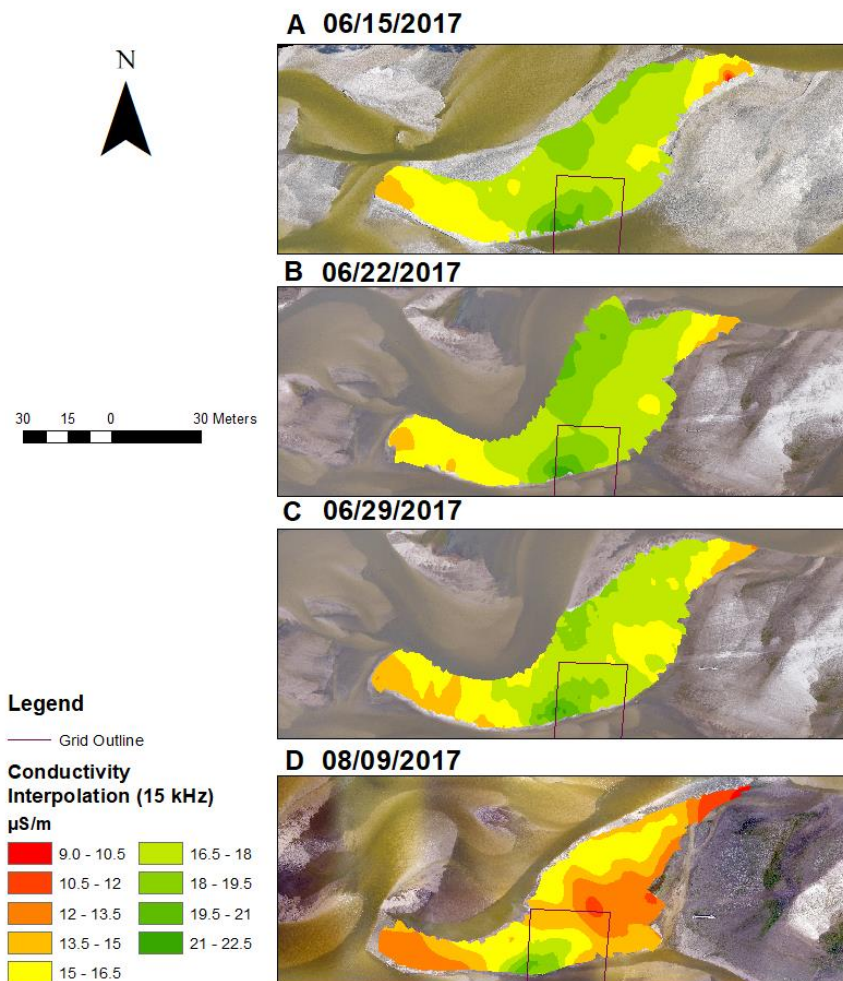 A 06/15/2017
N
B 06/22/2017
30 15 0 30 Meters
C 06/29/2017
Legend
Grid Outline
D 08/09/2017
Conductivity
Interpolation (15 kHz)
µS/m
9.0 - 10.5
10.5 - 12
12 - 13.5
13.5 - 15
15 - 16.5
16.5 - 18
18 - 19.5
19.5 - 21
21 - 22.5